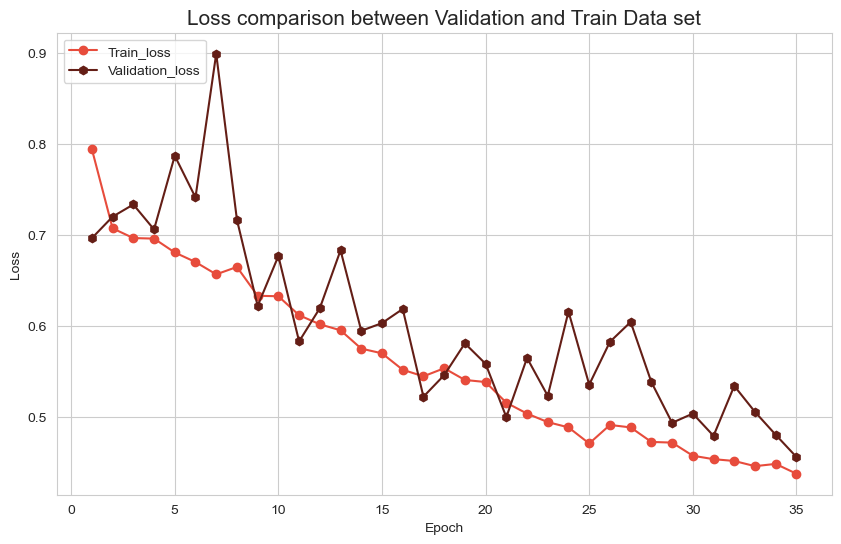 Loss comparison between Validation and Train Data set
Train_loss
Validation_loss
0.9
0.8
0.7
0.6
0.5
Loss
0
5
10
15
20
25
30
35
Epoch